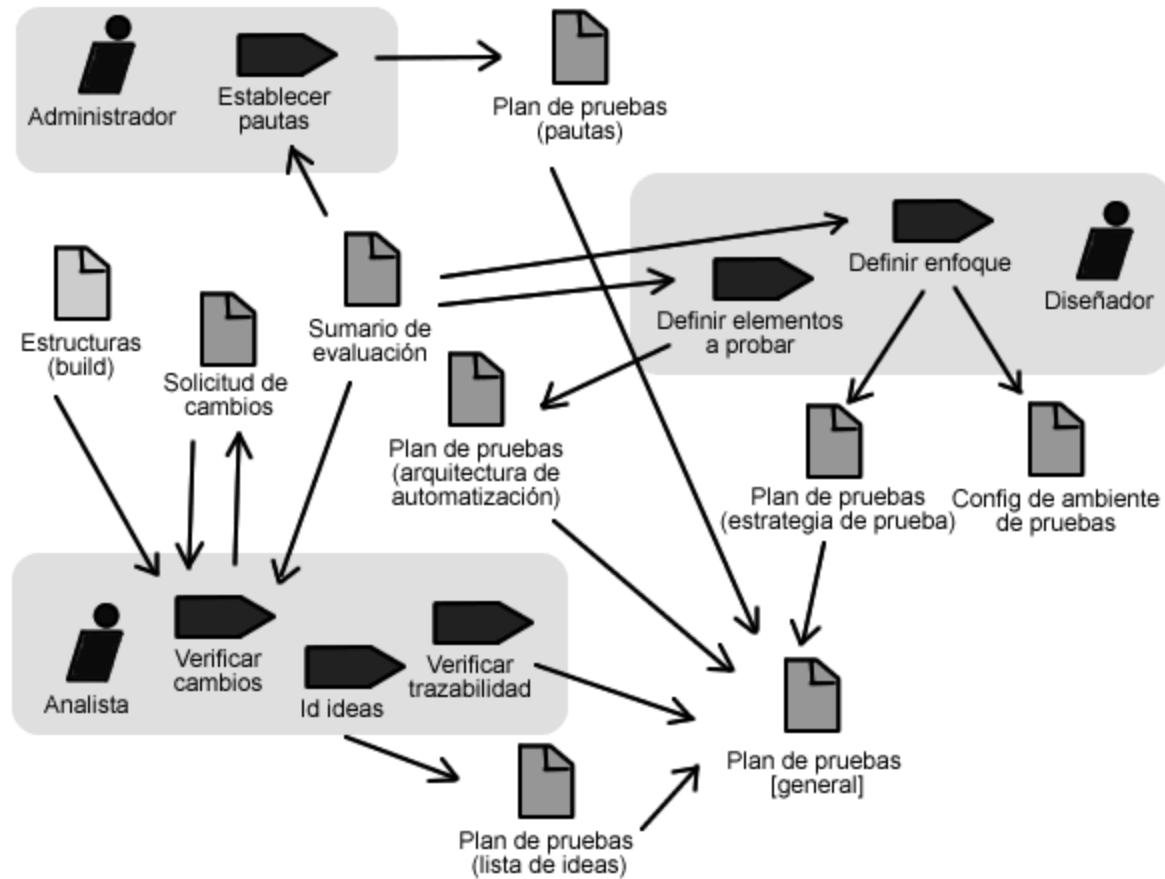 Administrador
Establecer
pautas
Plan de pruebas
(pautas)
Definir enfoque
Diseñador
Definir elementos
a probar
Estructuras
(build)
Solicitud de
cambios
Sumario de
evaluación
Plan de pruebas
(arquitectura de
automatización)
Plan de pruebas
(estrategia de prueba)
Config de ambiente
de pruebas
Analista
Verificar
cambios
Id ideas
Verificar
trazabilidad
Plan de pruebas
[general]
Plan de pruebas
(lista de ideas)